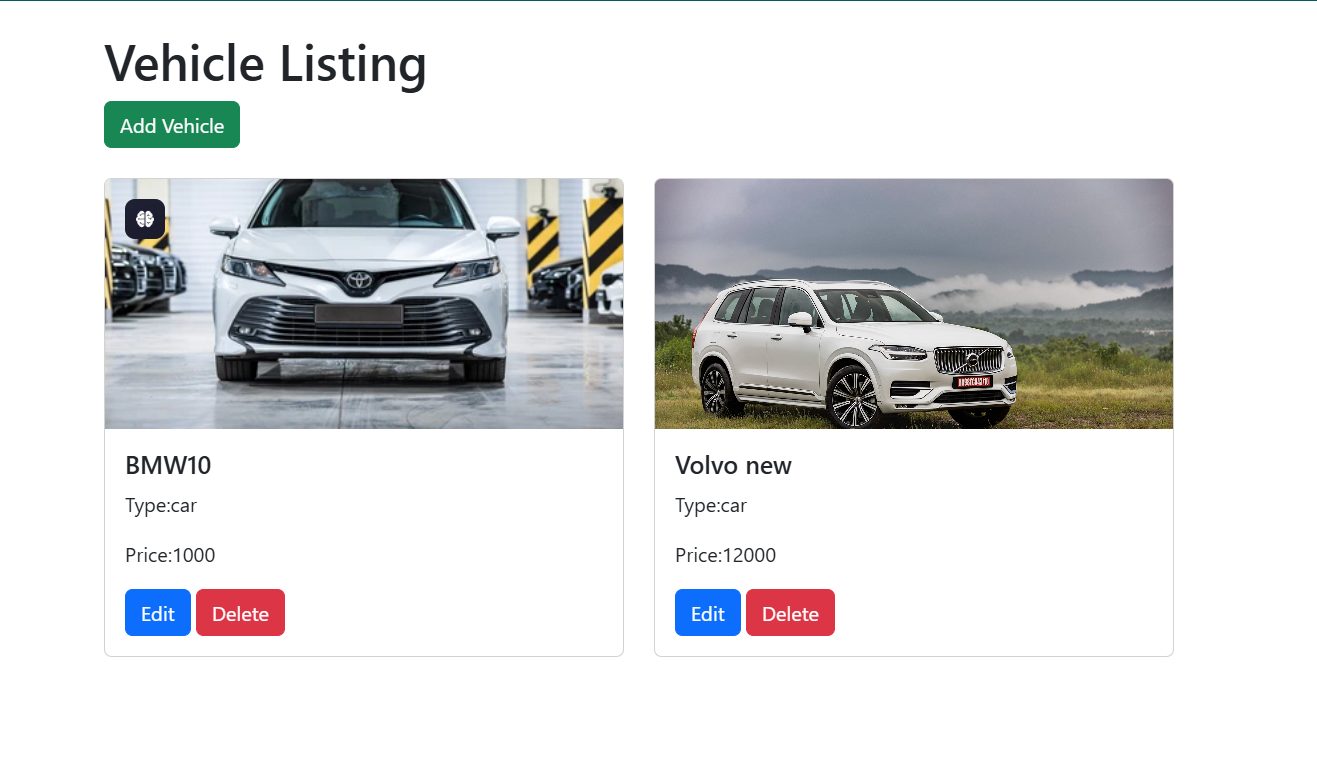 Vehicle Listing
Add Vehicle
BMW10
Type:car
Price:1000
Edit Delete
Volvo new
Type:car
Price:12000
Edit Delete